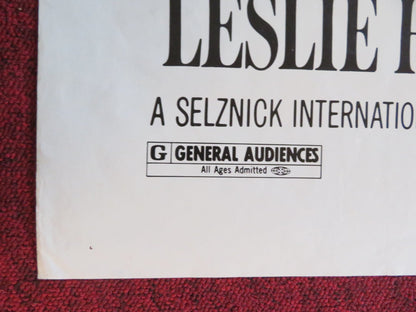 LESLIE
A SELZNICK INTERNATIO
G GENERAL AUDIENCES
All Ages Admitted